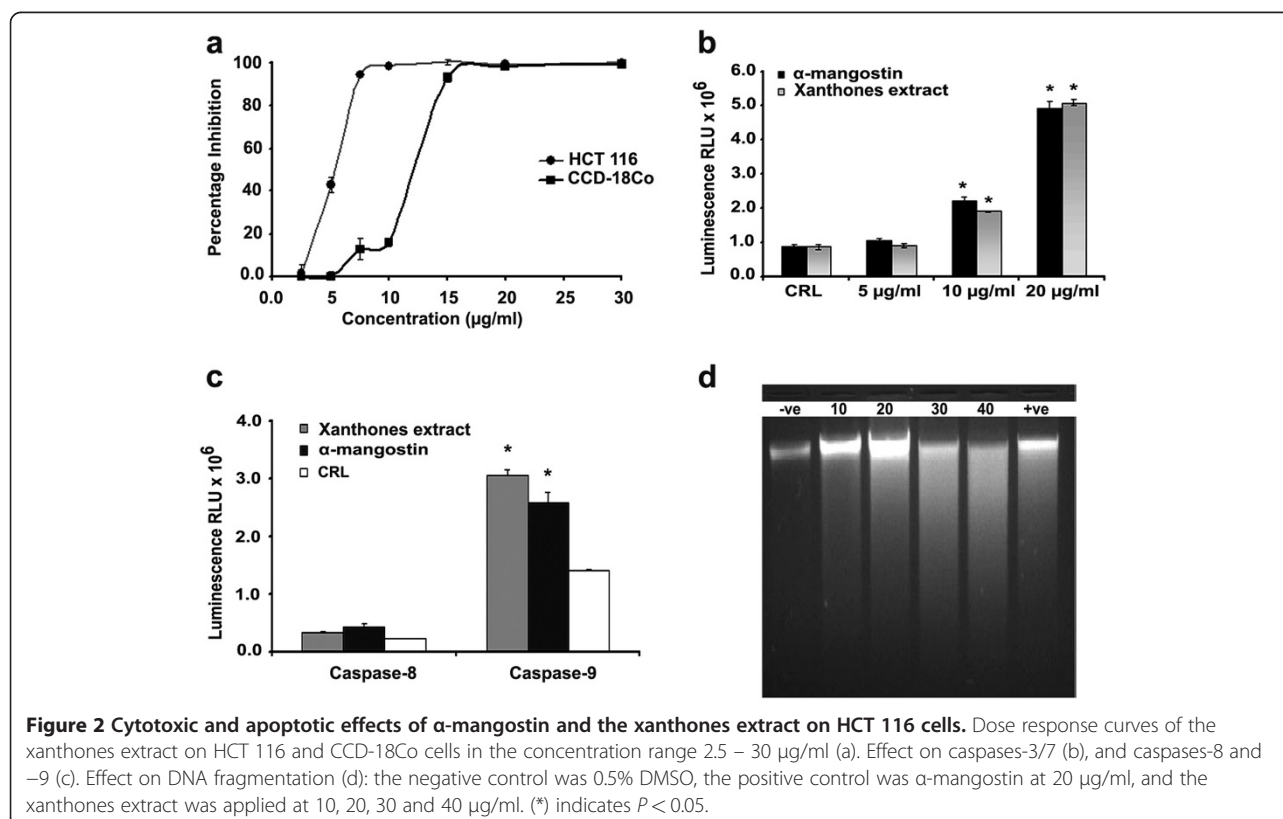 a
100
80
60
40
20
0.0
Percentage Inhibition
HCT 116
CCD-18Co
0.0 5 10 15 20 25 30
Concentration (µg/ml)
b
6.0
5.0
4.0
3.0
2.0
1.0
0.0
Luminescence RLU x 10⁶
α-mangostin
Xanthones extract
* *
* *
CRL 5 µg/ml 10 µg/ml 20 µg/ml
c
4.0
3.0
2.0
1.0
0.0
Luminescence RLU x 10⁶
Xanthones extract
α-mangostin
CRL
* *
Caspase-8 Caspase-9
d
-ve 10 20 30 40 +ve
Figure 2 Cytotoxic and apoptotic effects of α-mangostin and the xanthones extract on HCT 116 cells. Dose response curves of the
xanthones extract on HCT 116 and CCD-18Co cells in the concentration range 2.5 – 30 µg/ml (a). Effect on caspases-3/7 (b), and caspases-8 and
−9 (c). Effect on DNA fragmentation (d): the negative control was 0.5% DMSO, the positive control was α-mangostin at 20 µg/ml, and the
xanthones extract was applied at 10, 20, 30 and 40 µg/ml. (*) indicates P < 0.05.